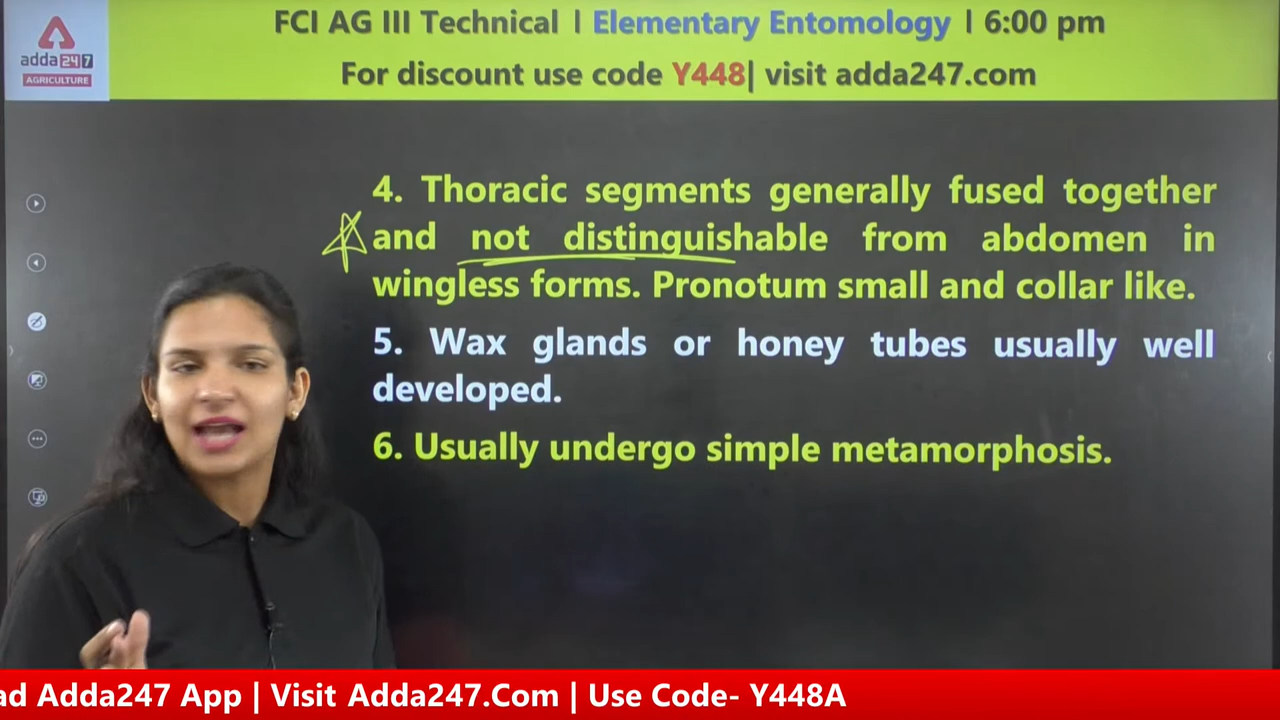 FCI AG III Technical l Elementary Entomology l 6:00 pm
For discount use code Y448| visit adda247.com
adda247
AGRICULTURE
4. Thoracic segments generally fused together
and not distinguishable from abdomen in
wingless forms. Pronotum small and collar like.
5. Wax glands or honey tubes usually well
developed.
6. Usually undergo simple metamorphosis.
ad Adda247 App | Visit Adda247.Com | Use Code- Y448A